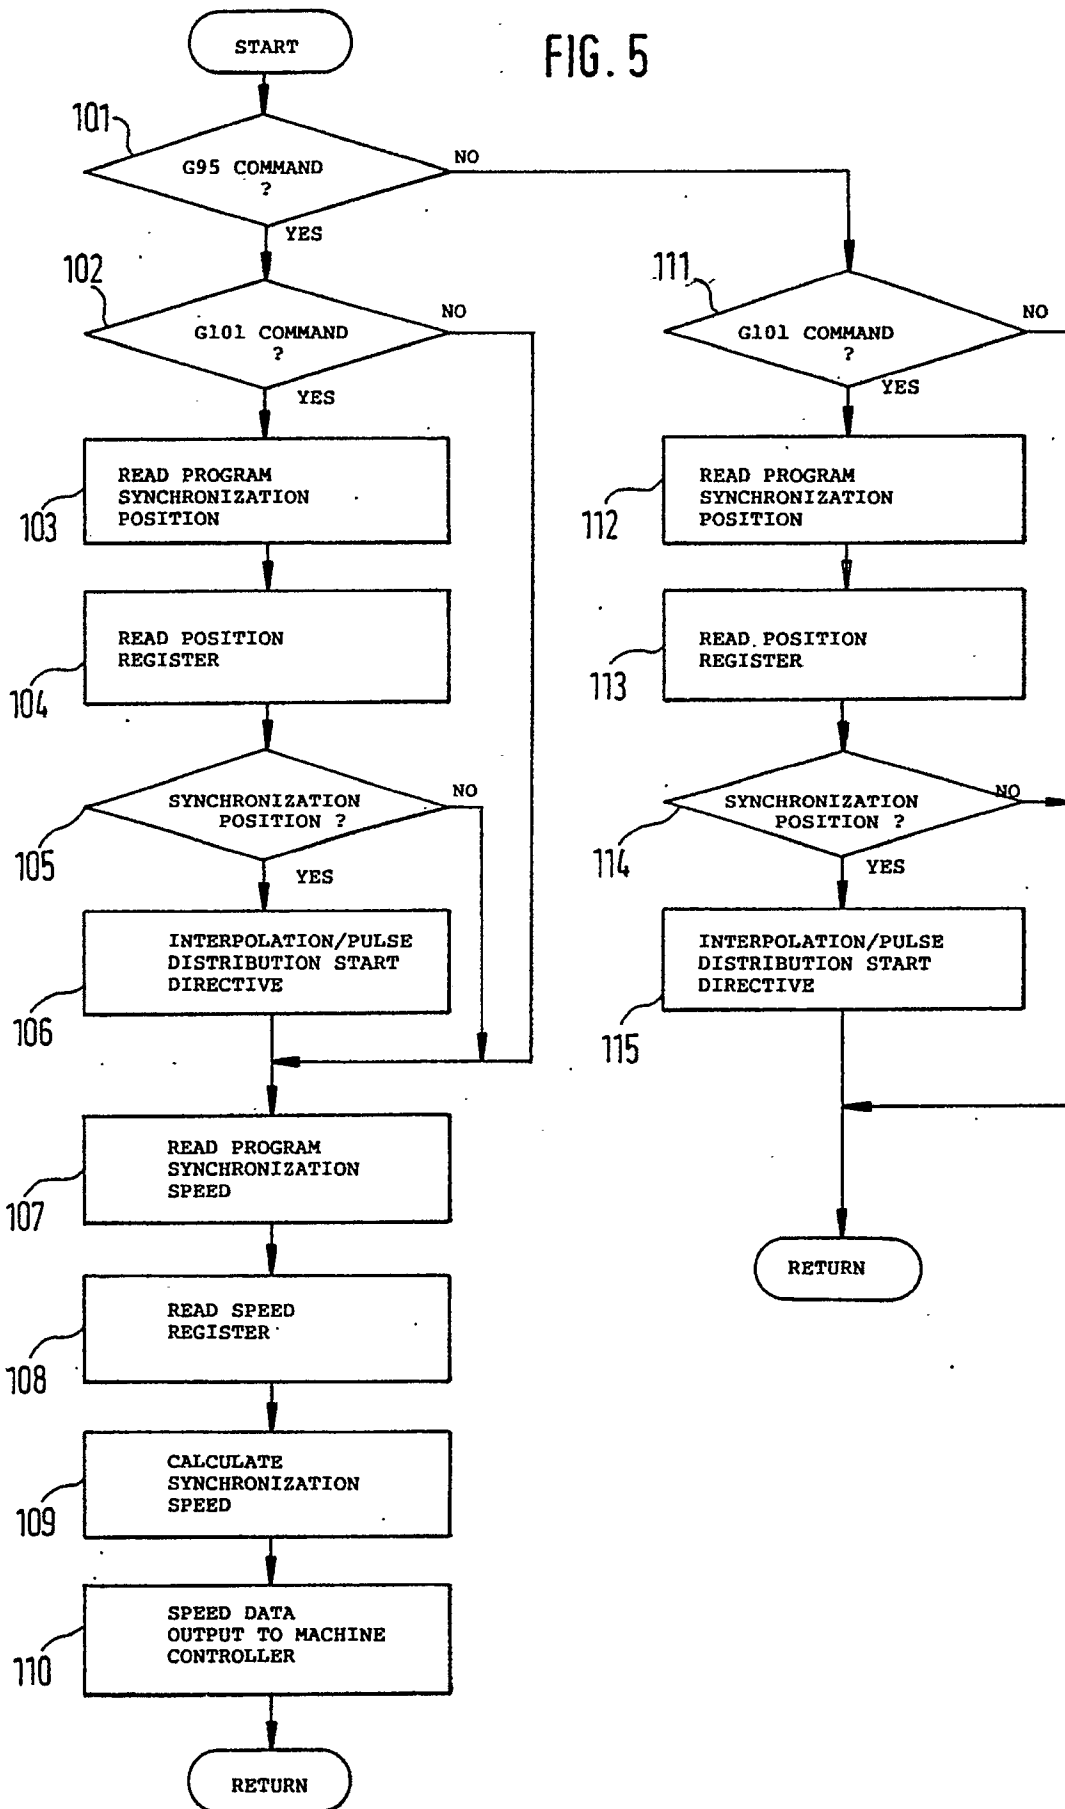 FIG. 5
START
101
G95 COMMAND
?
NO
YES
102
G101 COMMAND
?
NO
YES
103
READ PROGRAM
SYNCHRONIZATION
POSITION
104
READ POSITION
REGISTER
105
SYNCHRONIZATION
POSITION ?
NO
YES
106
INTERPOLATION/PULSE
DISTRIBUTION START
DIRECTIVE
107
READ PROGRAM
SYNCHRONIZATION
SPEED
108
READ SPEED
REGISTER
109
CALCULATE
SYNCHRONIZATION
SPEED
110
SPEED DATA
OUTPUT TO MACHINE
CONTROLLER
RETURN
111
G101 COMMAND
?
NO
YES
112
READ PROGRAM
SYNCHRONIZATION
POSITION
113
READ POSITION
REGISTER
114
SYNCHRONIZATION
POSITION ?
NO
YES
115
INTERPOLATION/PULSE
DISTRIBUTION START
DIRECTIVE
RETURN